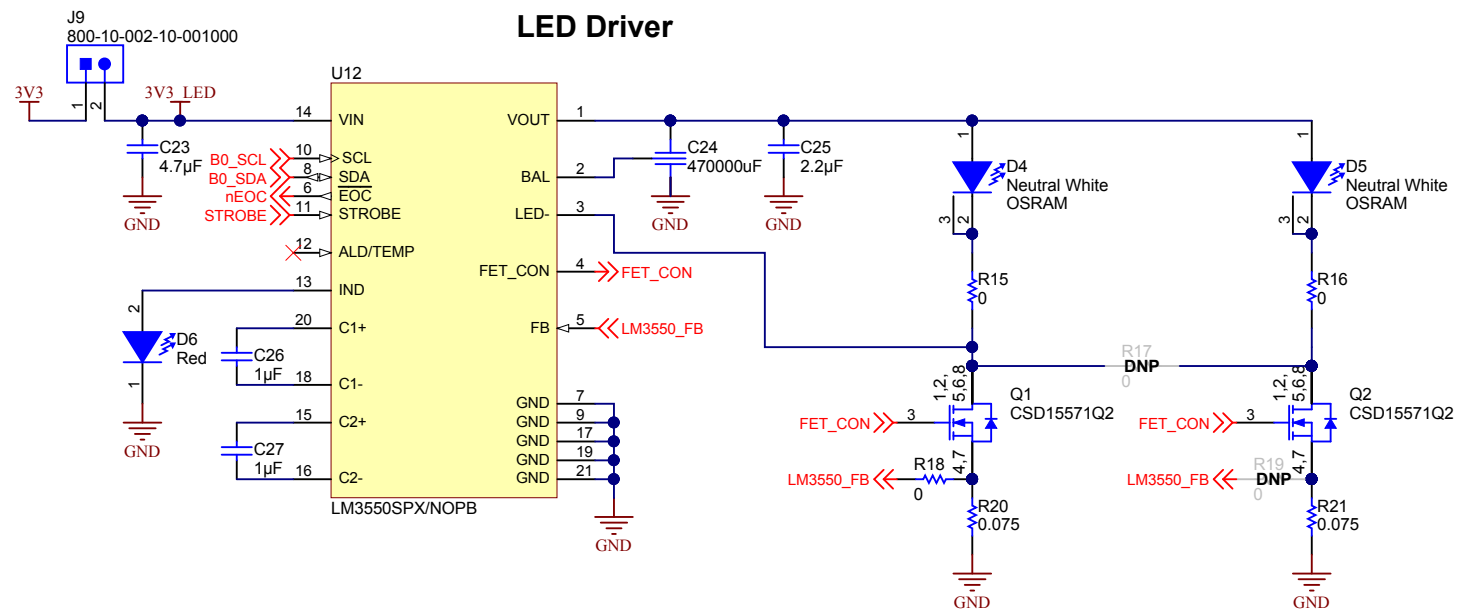 LED Driver
J9
800-10-002-10-001000
3V3
1
2
3V3_LED
C23
4.7µF
GND
B0_SCL
B0_SDA
nEOC
STROBE
U12
14
VIN
10
SCL
8
SDA
6
EOC
11
STROBE
12
ALD/TEMP
13
IND
20
C1+
18
C1-
15
C2+
16
C2-
VOUT
1
BAL
2
LED-
3
FET_CON
4
FET_CON
FB
5
LM3550_FB
GND
7
GND
9
GND
17
GND
19
GND
21
LM3550SPX/NOPB
GND
2
D6
Red
1
GND
C26
1µF
C27
1µF
C24
470000uF
GND
C25
2.2µF
GND
1
D4
Neutral White
OSRAM
3
2
R15
0
1
D5
Neutral White
OSRAM
3
2
R16
0
R17
DNP
0
1,2,
5,6,8
Q1
CSD15571Q2
FET_CON
3
4,7
LM3550_FB
R18
0
R20
0.075
GND
1,2,
5,6,8
Q2
CSD15571Q2
FET_CON
3
4,7
LM3550_FB
R19
DNP
0
R21
0.075
GND